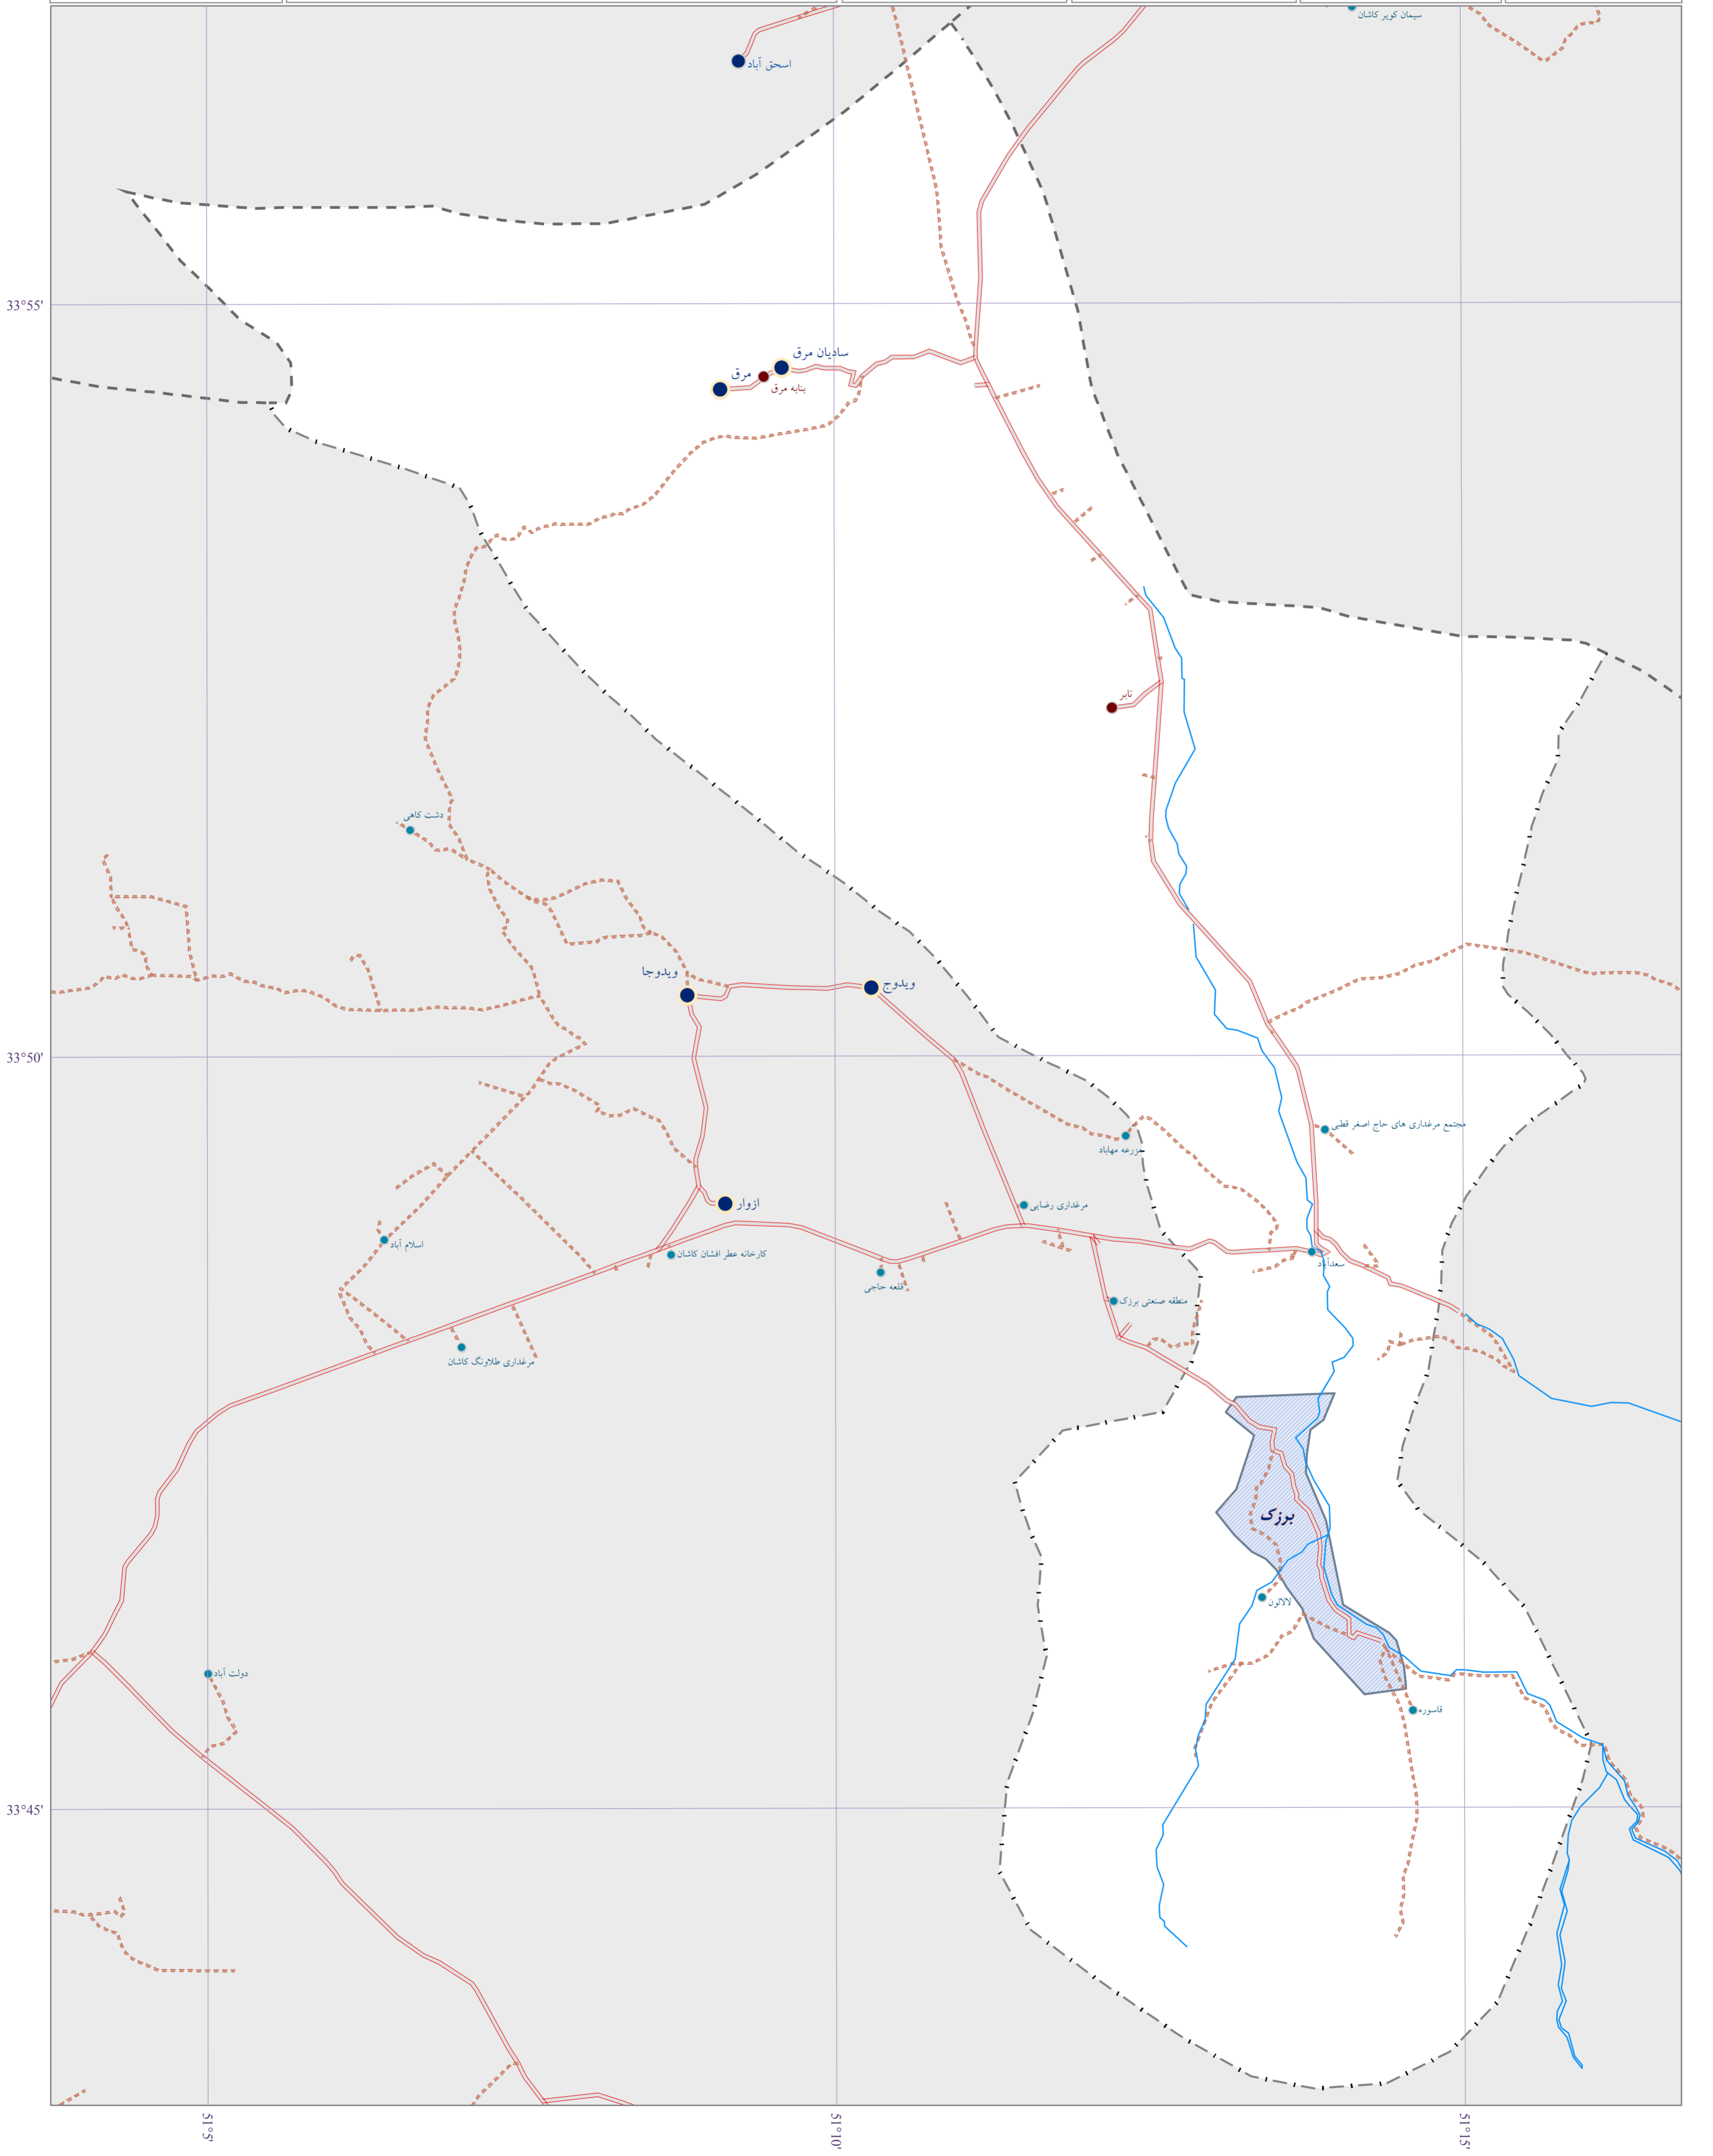 سیمان کویر کاشان
اسحق آباد
33°55'
سادیان مرق
مرق
بنابه مرق
نابر
دشت کاهی
ویدوجا
ویدوج
33°50'
مجتمع مرغداری های حاج اصغر قطبی
مزرعه مهاباد
ازوار
مرغداری رضایی
اسلام آباد
کارخانه عطر افشان کاشان
سعدآباد
قلعه حاجی
منطقه صنعتی برزک
مرغداری طلاونگ کاشان
برزک
لالالون
دولت آباد
قاسوره
33°45'
51°5'
51°10'
51°15'